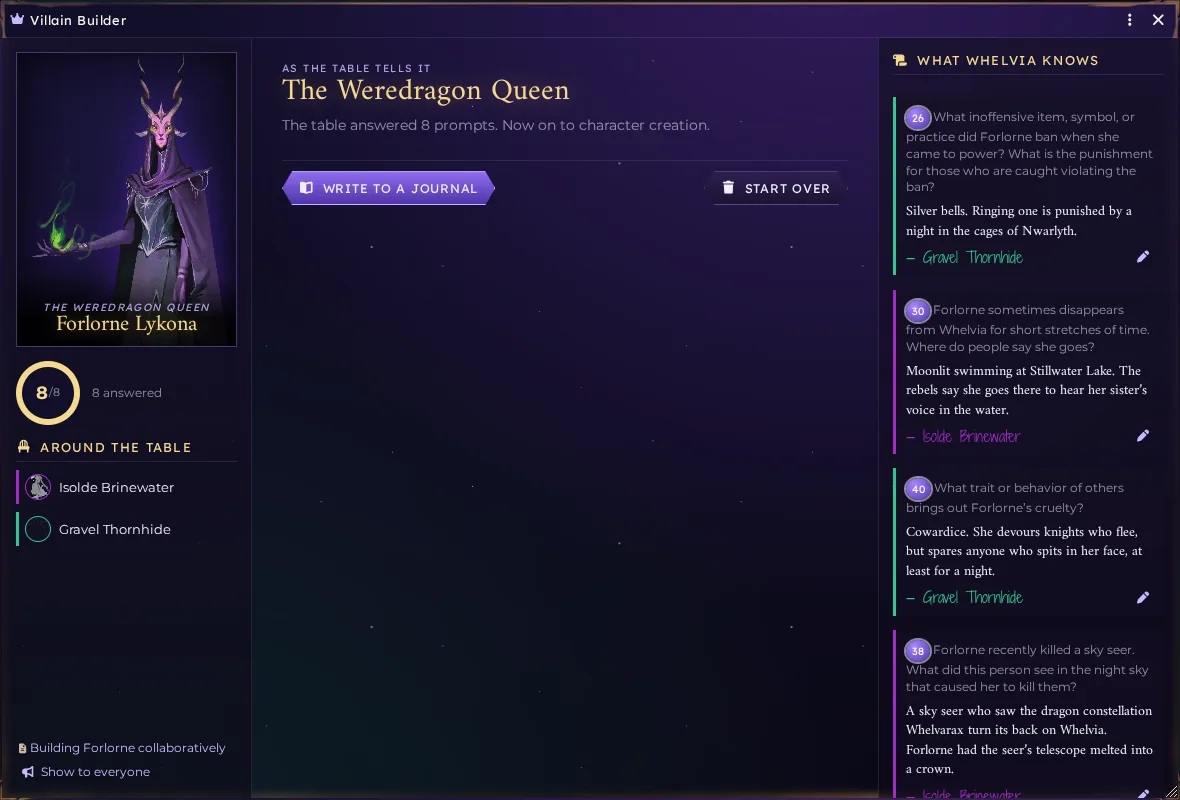 Villain Builder
THE WEREDRAGON QUEEN
Forlorne Lykona
8/8
8 answered
AROUND THE TABLE
Isolde Brinewater
Gravel Thornhide
Building Forlorne collaboratively
Show to everyone
AS THE TABLE TELLS IT
The Weredragon Queen
The table answered 8 prompts. Now on to character creation.
WRITE TO A JOURNAL
START OVER
WHAT WHELVIA KNOWS
26 What inoffensive item, symbol, or
practice did Forlorne ban when she
came to power? What is the punishment
for those who are caught violating the
ban?
Silver bells. Ringing one is punished by a
night in the cages of Nwarlyth.
– Gravel Thornhide
30 Forlorne sometimes disappears
from Whelvia for short stretches of time.
Where do people say she goes?
Moonlit swimming at Stillwater Lake. The
rebels say she goes there to hear her sister's
voice in the water.
– Isolde Brinewater
40 What trait or behavior of others
brings out Forlorne's cruelty?
Cowardice. She devours knights who flee,
but spares anyone who spits in her face, at
least for a night.
– Gravel Thornhide
38 Forlorne recently killed a sky seer.
What did this person see in the night sky
that caused her to kill them?
A sky seer who saw the dragon constellation
Whelvarax turn its back on Whelvia.
Forlorne had the seer's telescope melted into
a crown.
– Isolde Brinewater